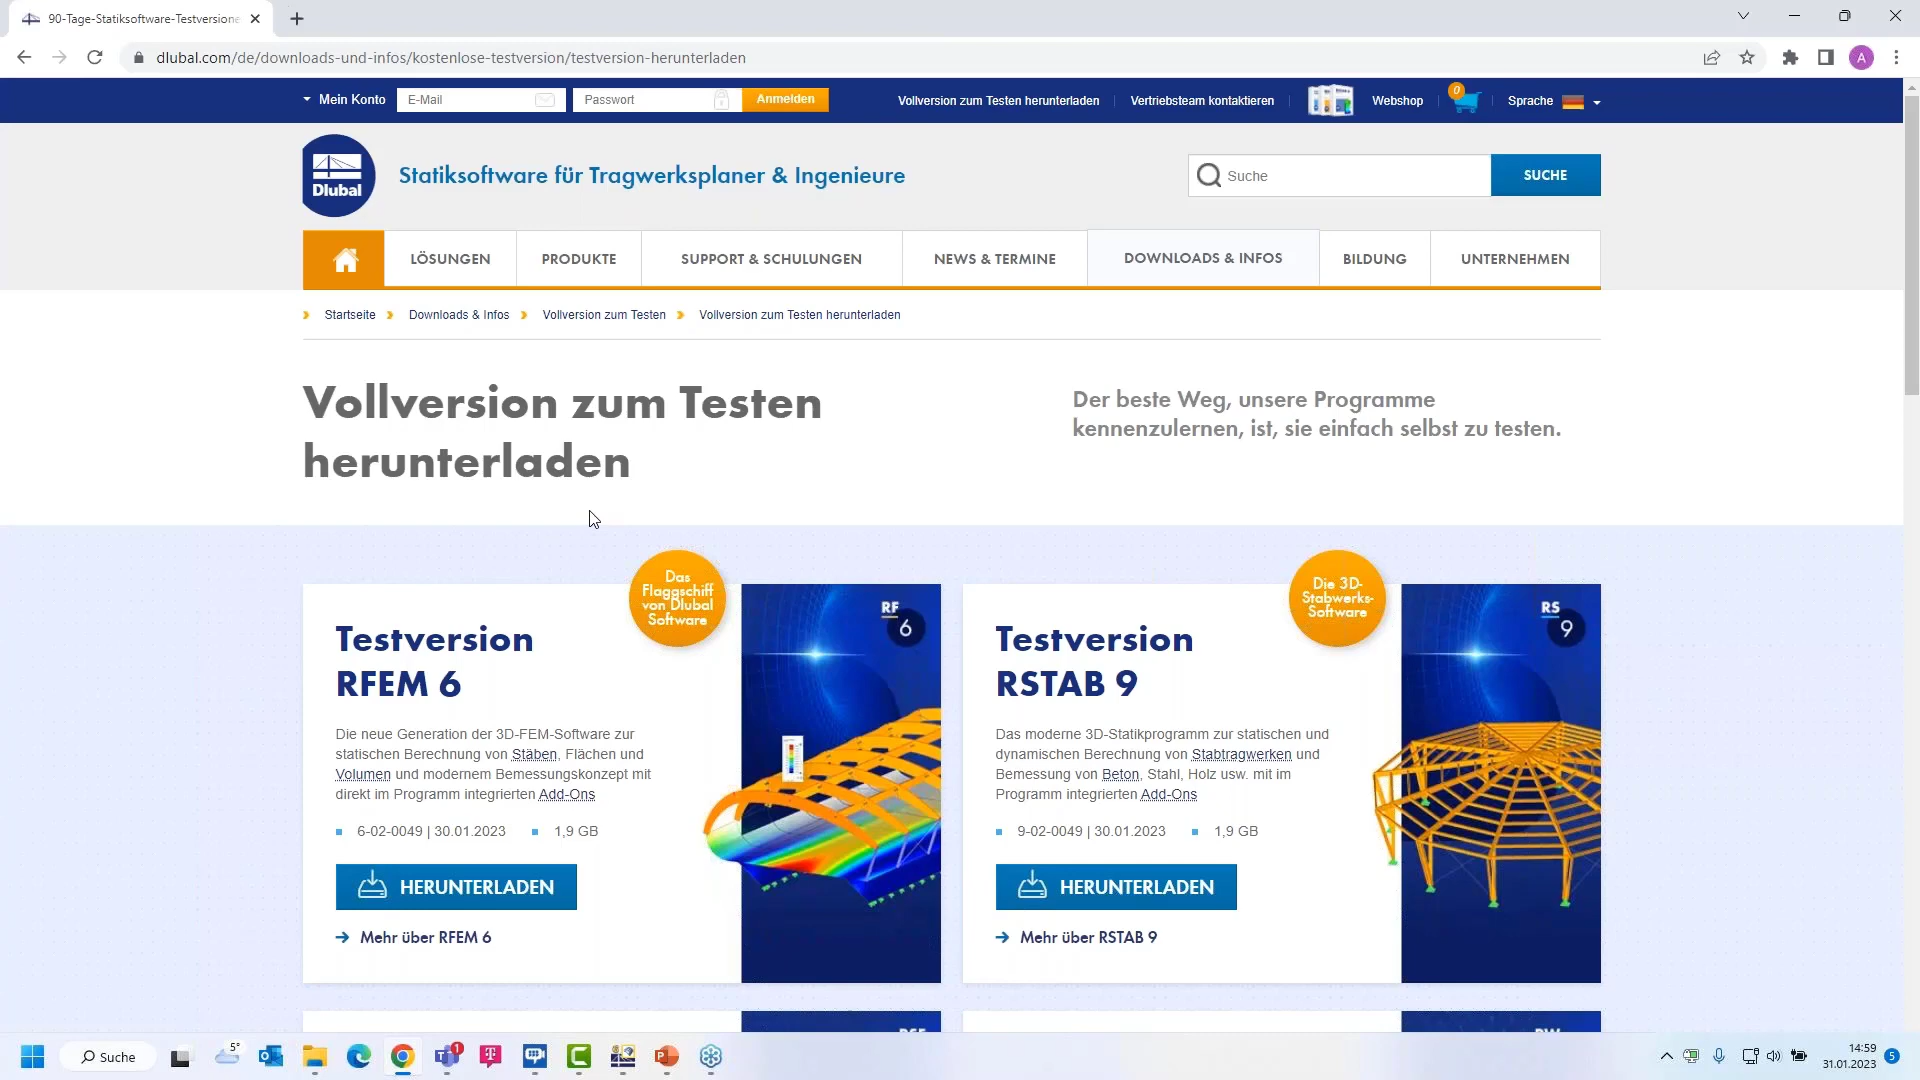 90-Tage-Statiksoftware-Testversione
dlubal.com/de/downloads-und-infos/kostenlose-testversion/testversion-herunterladen
A
Mein Konto
E-Mail
Passwort
Anmelden
Vollversion zum Testen herunterladen
Vertriebsteam kontaktieren
Webshop
0
Sprache
Dlubal
Statiksoftware für Tragwerksplaner & Ingenieure
Suche
SUCHE
LÖSUNGEN
PRODUKTE
SUPPORT & SCHULUNGEN
NEWS & TERMINE
DOWNLOADS & INFOS
BILDUNG
UNTERNEHMEN
Startseite
Downloads & Infos
Vollversion zum Testen
Vollversion zum Testen herunterladen
Vollversion zum Testen
herunterladen
Der beste Weg, unsere Programme
kennenzulernen, ist, sie einfach selbst zu testen.
Das
Flaggschiff
von Dlubal
Software
RF
6
Testversion
RFEM 6
Die neue Generation der 3D-FEM-Software zur
statischen Berechnung von Stäben, Flächen und
Volumen und modernem Bemessungskonzept mit
direkt im Programm integrierten Add-Ons
6-02-0049 | 30.01.2023
1,9 GB
HERUNTERLADEN
Mehr über RFEM 6
Die 3D-
Stabwerks-
Software
RS
9
Testversion
RSTAB 9
Das moderne 3D-Statikprogramm zur statischen und
dynamischen Berechnung von Stabtragwerken und
Bemessung von Beton, Stahl, Holz usw. mit im
Programm integrierten Add-Ons
9-02-0049 | 30.01.2023
1,9 GB
HERUNTERLADEN
Mehr über RSTAB 9
Suche
5°
1
14:59
31.01.2023
5